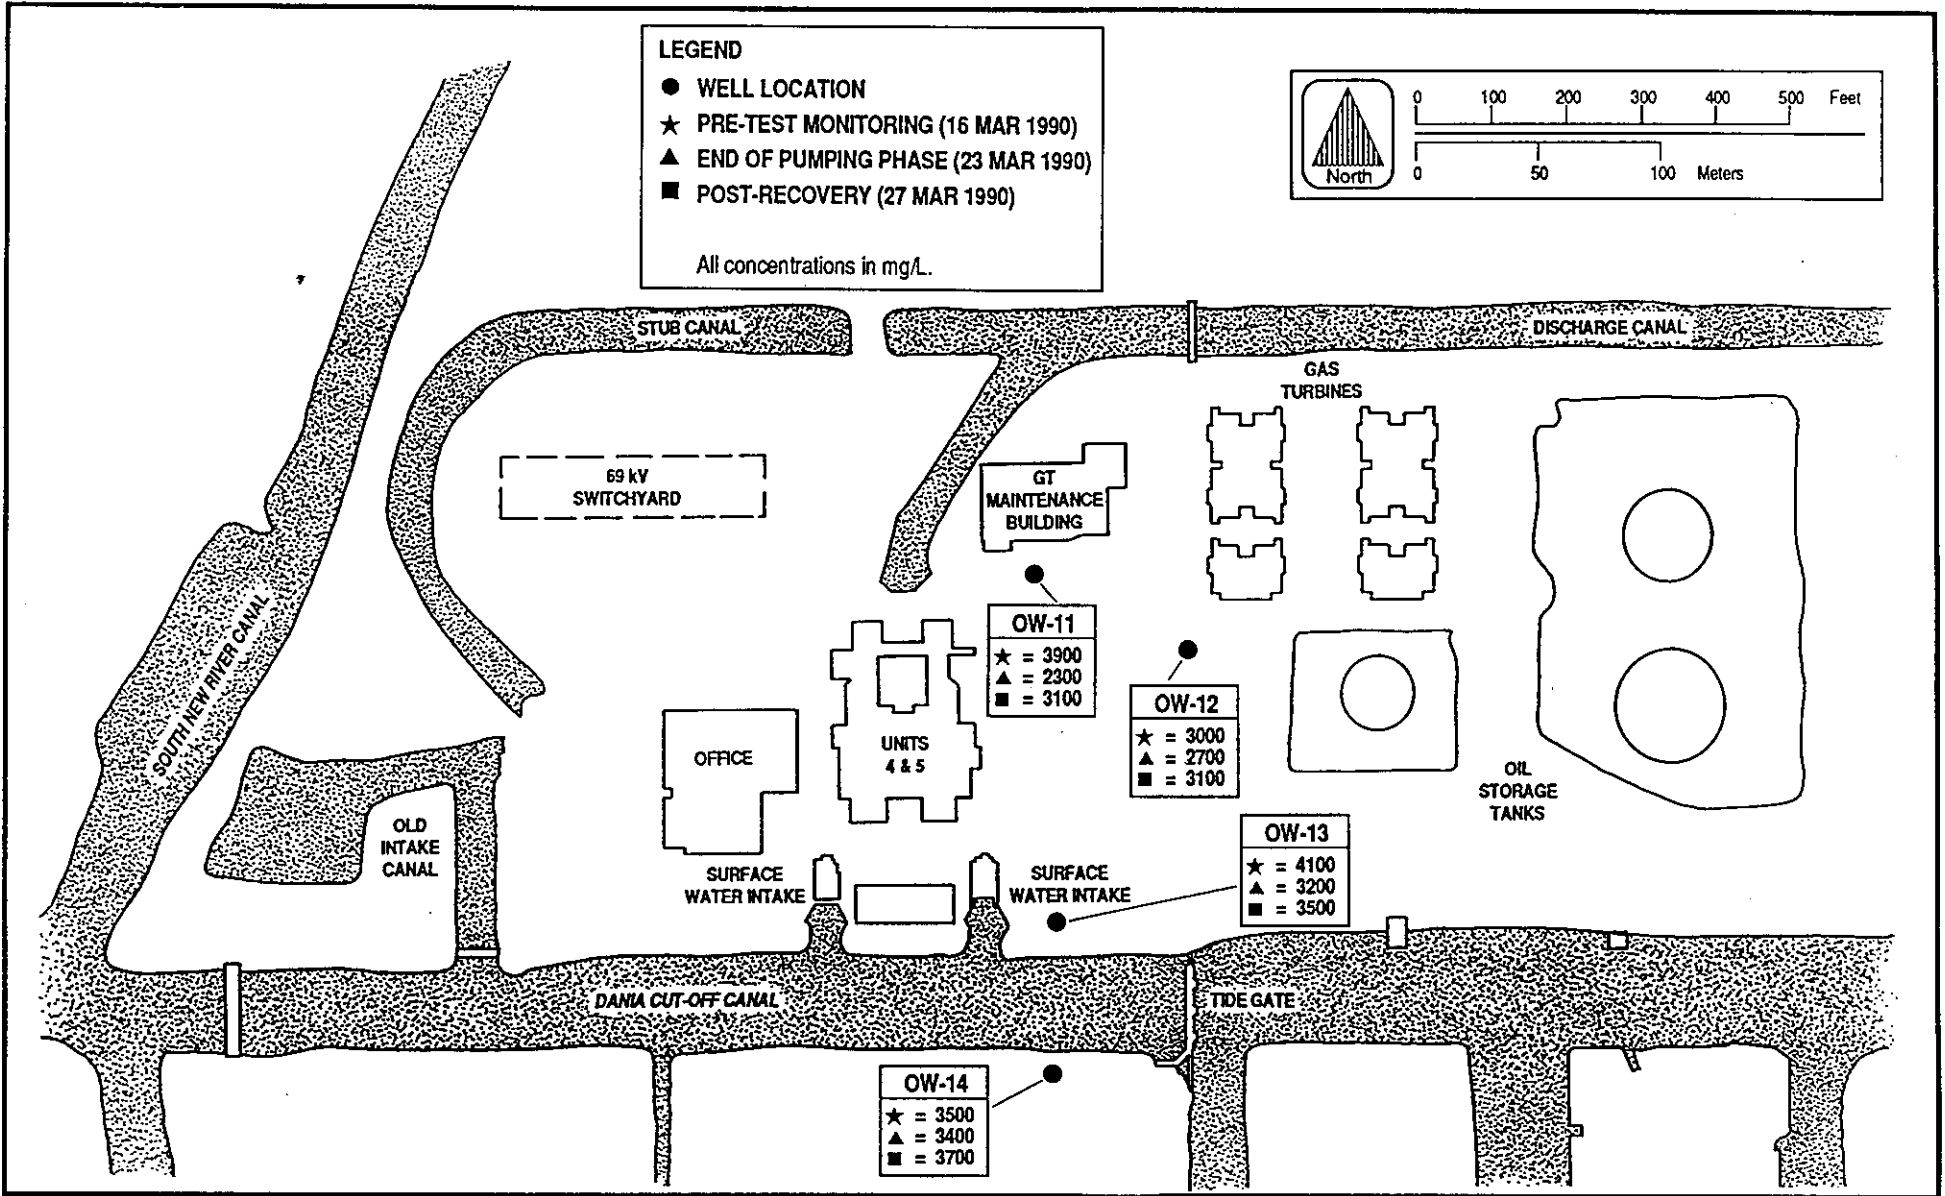 LEGEND
● WELL LOCATION
★ PRE-TEST MONITORING (16 MAR 1990)
▲ END OF PUMPING PHASE (23 MAR 1990)
■ POST-RECOVERY (27 MAR 1990)
All concentrations in mg/L.
North
0 100 200 300 400 500 Feet
0 50 100 Meters
STUB CANAL
DISCHARGE CANAL
GAS
TURBINES
69 kV
SWITCHYARD
GT
MAINTENANCE
BUILDING
SOUTH NEW RIVER CANAL
OW-11
★ = 3900
▲ = 2300
■ = 3100
OW-12
★ = 3000
▲ = 2700
■ = 3100
OFFICE
UNITS
4 & 5
OIL
STORAGE
TANKS
OLD
INTAKE
CANAL
OW-13
★ = 4100
▲ = 3200
■ = 3500
SURFACE
WATER INTAKE
SURFACE
WATER INTAKE
DANIA CUT-OFF CANAL
TIDE GATE
OW-14
★ = 3500
▲ = 3400
■ = 3700